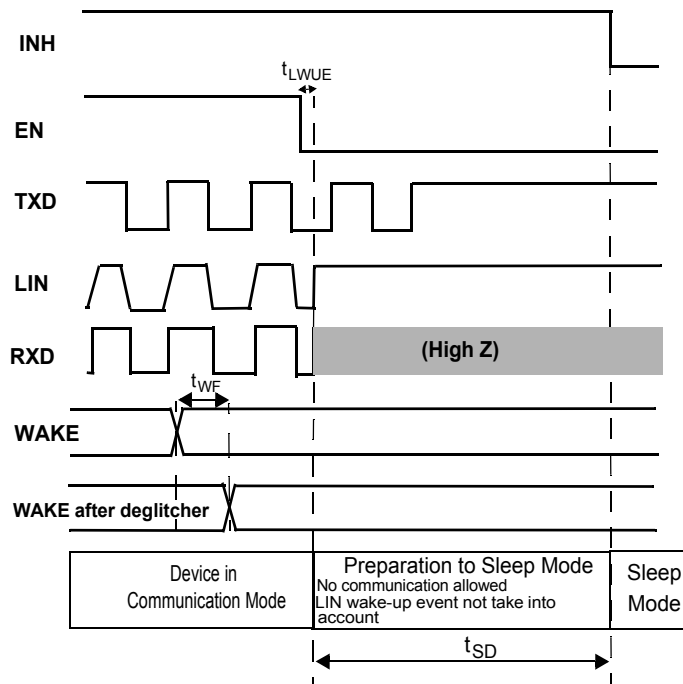 INH
tLWUE
EN
TXD
LIN
RXD
(High Z)
tWF
WAKE
WAKE after deglitcher
Device in
Communication Mode
Preparation to Sleep Mode
No communication allowed
LIN wake-up event not take into
account
Sleep
Mode
tSD